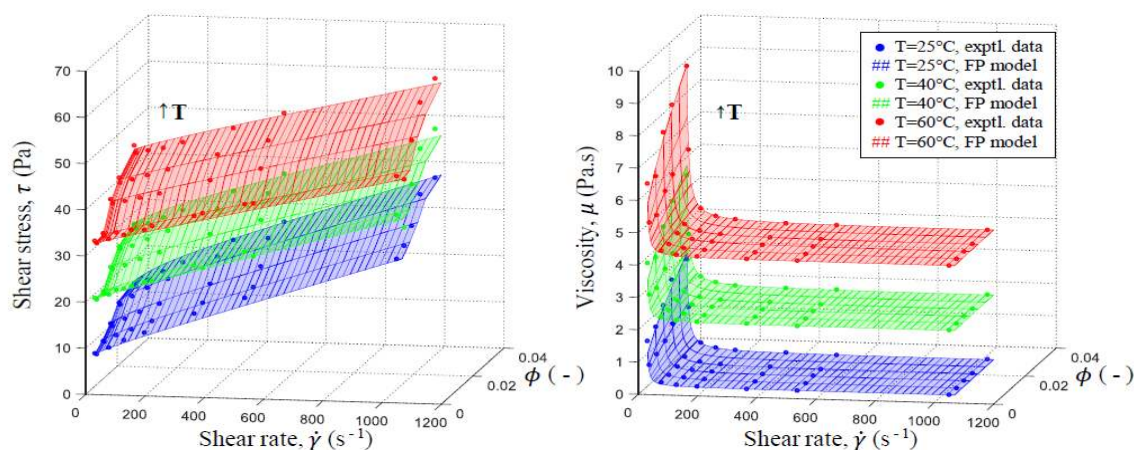 70
60
50
40
30
20
10
0
Shear stress, τ (Pa)
↑T
0
200
400
600
800
1000
1200
Shear rate, γ̇ (s⁻¹)
0
0.02
0.04
ϕ ( - )
10
9
8
7
6
5
4
3
2
1
0
Viscosity, μ (Pa.s)
↑T
T=25°C, exptl. data
## T=25°C, FP model
T=40°C, exptl. data
## T=40°C, FP model
T=60°C, exptl. data
## T=60°C, FP model
0
200
400
600
800
1000
1200
Shear rate, γ̇ (s⁻¹)
0
0.02
0.04
ϕ ( - )